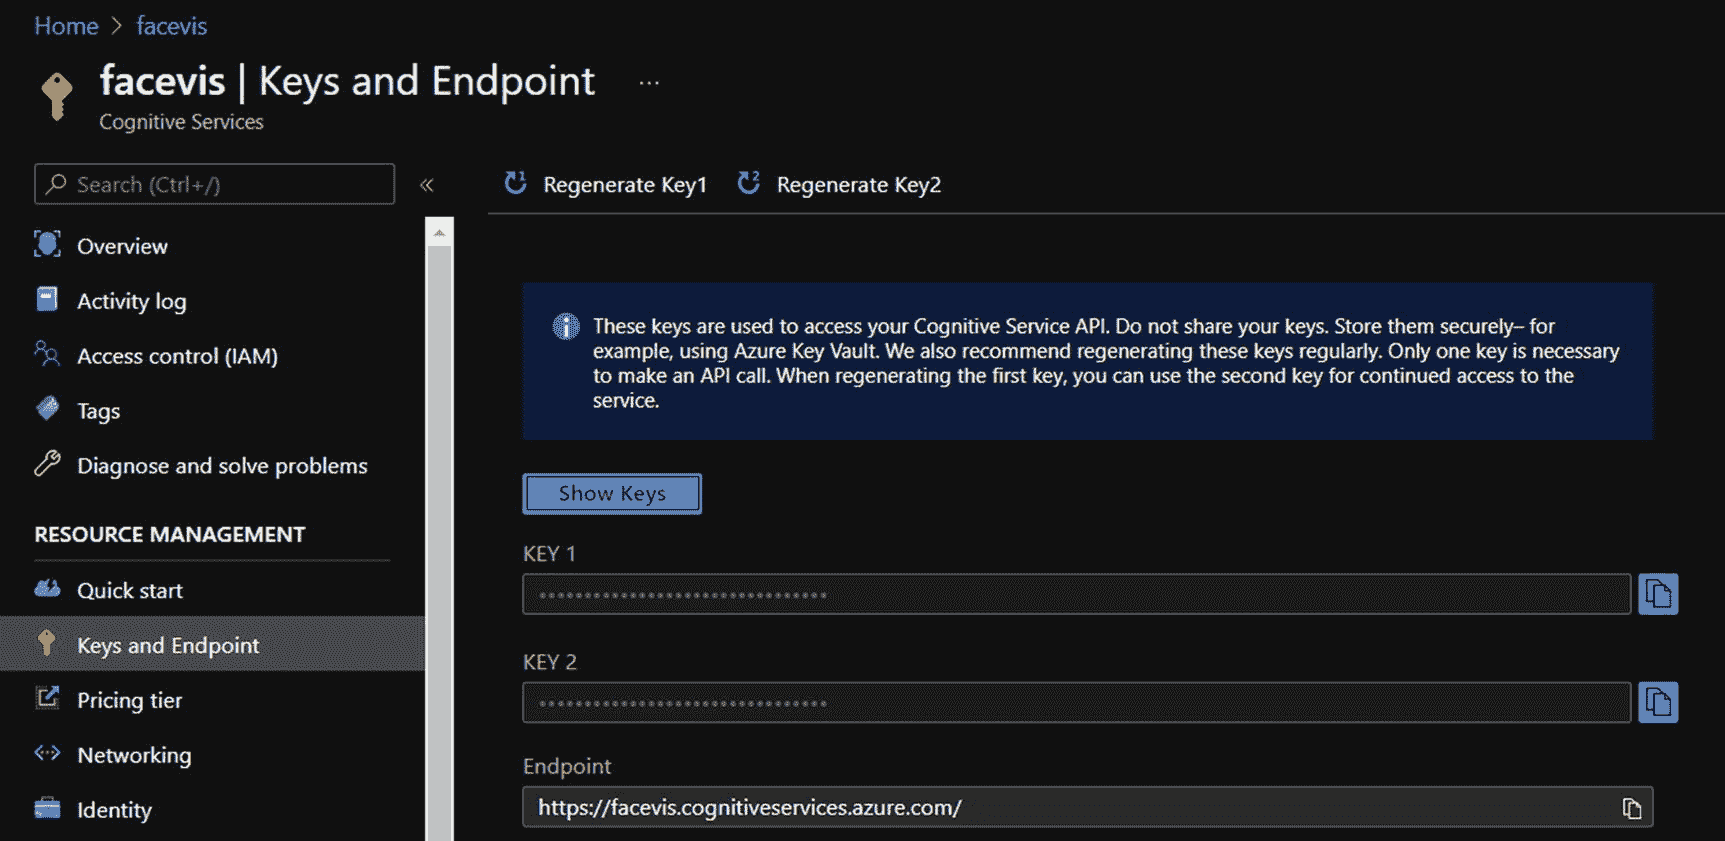 Home > facevis
facevis | Keys and Endpoint ...
Cognitive Services
Search (Ctrl+/)
«
Overview
Activity log
Access control (IAM)
Tags
Diagnose and solve problems
RESOURCE MANAGEMENT
Quick start
Keys and Endpoint
Pricing tier
Networking
Identity
1 Regenerate Key1 2 Regenerate Key2
These keys are used to access your Cognitive Service API. Do not share your keys. Store them securely– for
example, using Azure Key Vault. We also recommend regenerating these keys regularly. Only one key is necessary
to make an API call. When regenerating the first key, you can use the second key for continued access to the
service.
Show Keys
KEY 1
KEY 2
Endpoint
https://facevis.cognitiveservices.azure.com/